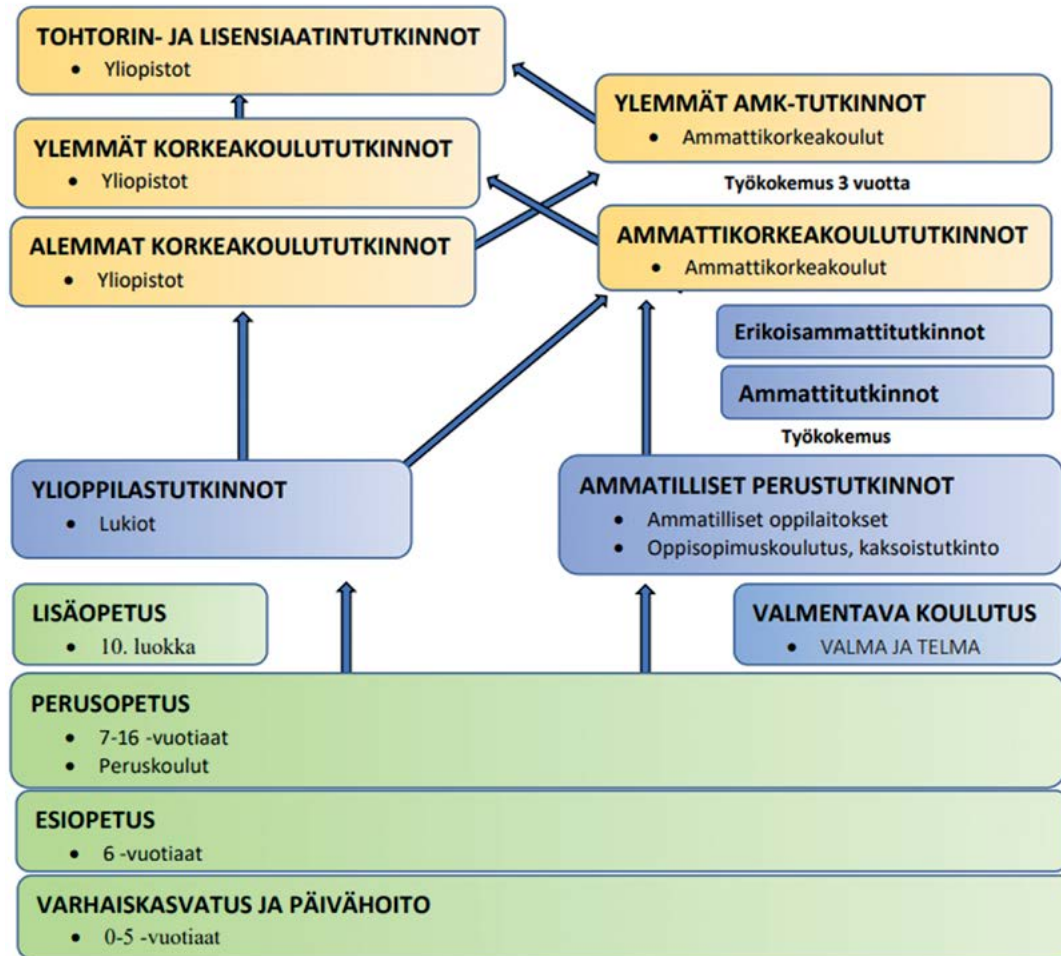 TOHTORIN- JA LISENSIAATINTUTKINNOT
• Yliopistot
YLEMMÄT AMK-TUTKINNOT
• Ammattikorkeakoulut
YLEMMÄT KORKEAKOULUTUTKINNOT
• Yliopistot
Työkokemus 3 vuotta
ALEMMAT KORKEAKOULUTUTKINNOT
• Yliopistot
AMMATTIKORKEAKOULUTUTKINNOT
• Ammattikorkeakoulut
Erikoisammattitutkinnot
Ammattitutkinnot
Työkokemus
YLIOPPILASTUTKINNOT
• Lukiot
AMMATILLISET PERUSTUTKINNOT
• Ammatilliset oppilaitokset
• Oppisopimuskoulutus, kaksoistutkinto
LISÄOPETUS
• 10. luokka
VALMENTAVA KOULUTUS
• VALMA JA TELMA
PERUSOPETUS
• 7-16 -vuotiaat
• Peruskoulut
ESIOPETUS
• 6 -vuotiaat
VARHAISKASVATUS JA PÄIVÄHOITO
• 0-5 -vuotiaat